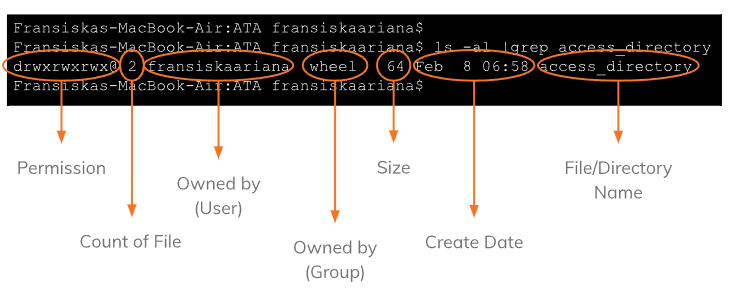 Fransiskas-MacBook-Air:ATA fransiskaariana$
Fransiskas-MacBook-Air:ATA fransiskaariana$ ls -al |grep access_directory
drwxrwxrwx@ 2 fransiskaariana wheel 64 Feb 8 06:58 access_directory
Fransiskas-MacBook-Air:ATA fransiskaariana$
Permission
Count of File
Owned by
(User)
Owned by
(Group)
Size
Create Date
File/Directory
Name